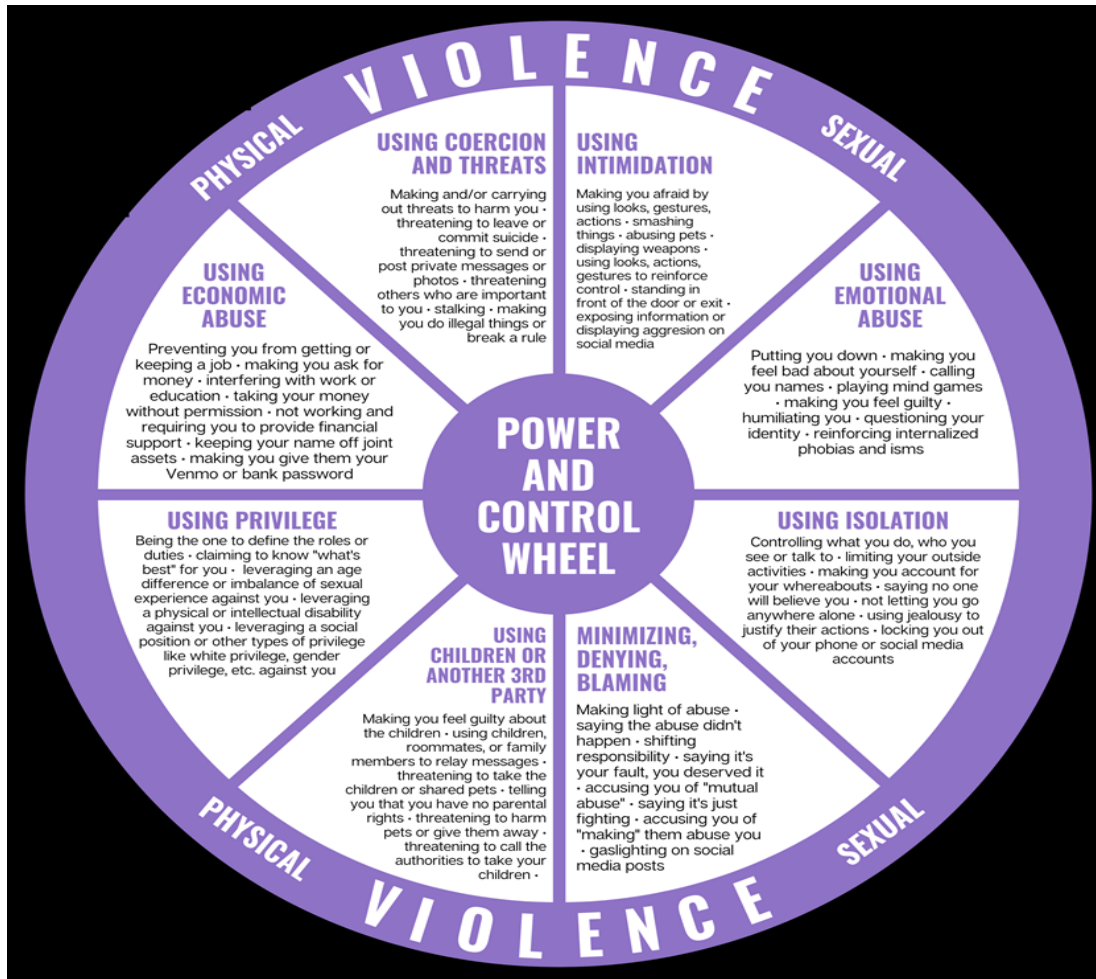 VIOLENCE
PHYSICAL
SEXUAL
USING COERCION
AND THREATS
Making and/or carrying
out threats to harm you •
threatening to leave or
commit suicide •
threatening to send or
post private messages or
photos • threatening
others who are important
to you • stalking • making
you do illegal things or
break a rule
USING
INTIMIDATION
Making you afraid by
using looks, gestures,
actions • smashing
things • abusing pets •
displaying weapons •
using looks, actions,
gestures to reinforce
control • standing in
front of the door or exit •
exposing information or
displaying aggresion on
social media
USING
ECONOMIC
ABUSE
Preventing you from getting or
keeping a job • making you ask for
money • interfering with work or
education • taking your money
without permission • not working and
requiring you to provide financial
support • keeping your name off joint
assets • making you give them your
Venmo or bank password
USING
EMOTIONAL
ABUSE
Putting you down • making you
feel bad about yourself • calling
you names • playing mind games
• making you feel guilty •
humiliating you • questioning your
identity • reinforcing internalized
phobias and isms
POWER
AND
CONTROL
WHEEL
USING PRIVILEGE
Being the one to define the roles or
duties • claiming to know "what's
best" for you • leveraging an age
difference or imbalance of sexual
experience against you • leveraging
a physical or intellectual disability
against you • leveraging a social
position or other types of privilege
like white privilege, gender
privilege, etc. against you
USING ISOLATION
Controlling what you do, who you
see or talk to • limiting your outside
activities • making you account for
your whereabouts • saying no one
will believe you • not letting you go
anywhere alone • using jealousy to
justify their actions • locking you out
of your phone or social media
accounts
USING
CHILDREN OR
ANOTHER 3RD
PARTY
Making you feel guilty about
the children • using children,
roommates, or family
members to relay messages •
threatening to take the
children or shared pets • telling
you that you have no parental
rights • threatening to harm
pets or give them away •
threatening to call the
authorities to take your
children •
MINIMIZING,
DENYING,
BLAMING
Making light of abuse •
saying the abuse didn't
happen • shifting
responsibility • saying it's
your fault, you deserved it
• accusing you of "mutual
abuse" • saying it's just
fighting • accusing you of
"making" them abuse you
• gaslighting on social
media posts
PHYSICAL
SEXUAL
VIOLENCE